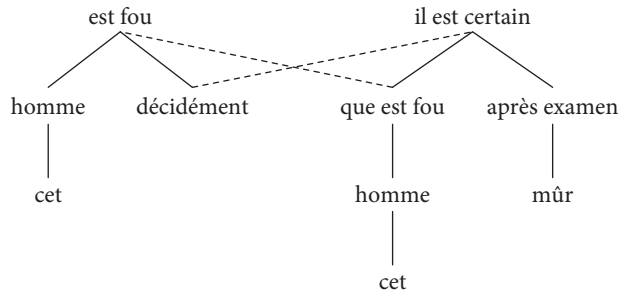 est fou il est certain
homme décidément que est fou après examen
cet homme mûr
cet